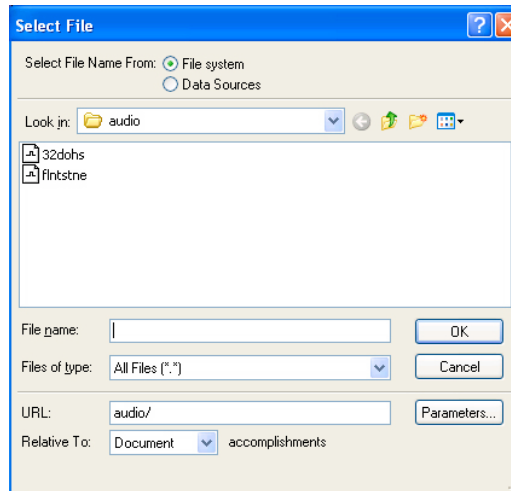 Select File
Select File Name From: File system
Data Sources
Look in: audio
32dohs
flntstne
File name: OK
Files of type: All Files (*.*) Cancel
URL: audio/ Parameters...
Relative To: Document accomplishments